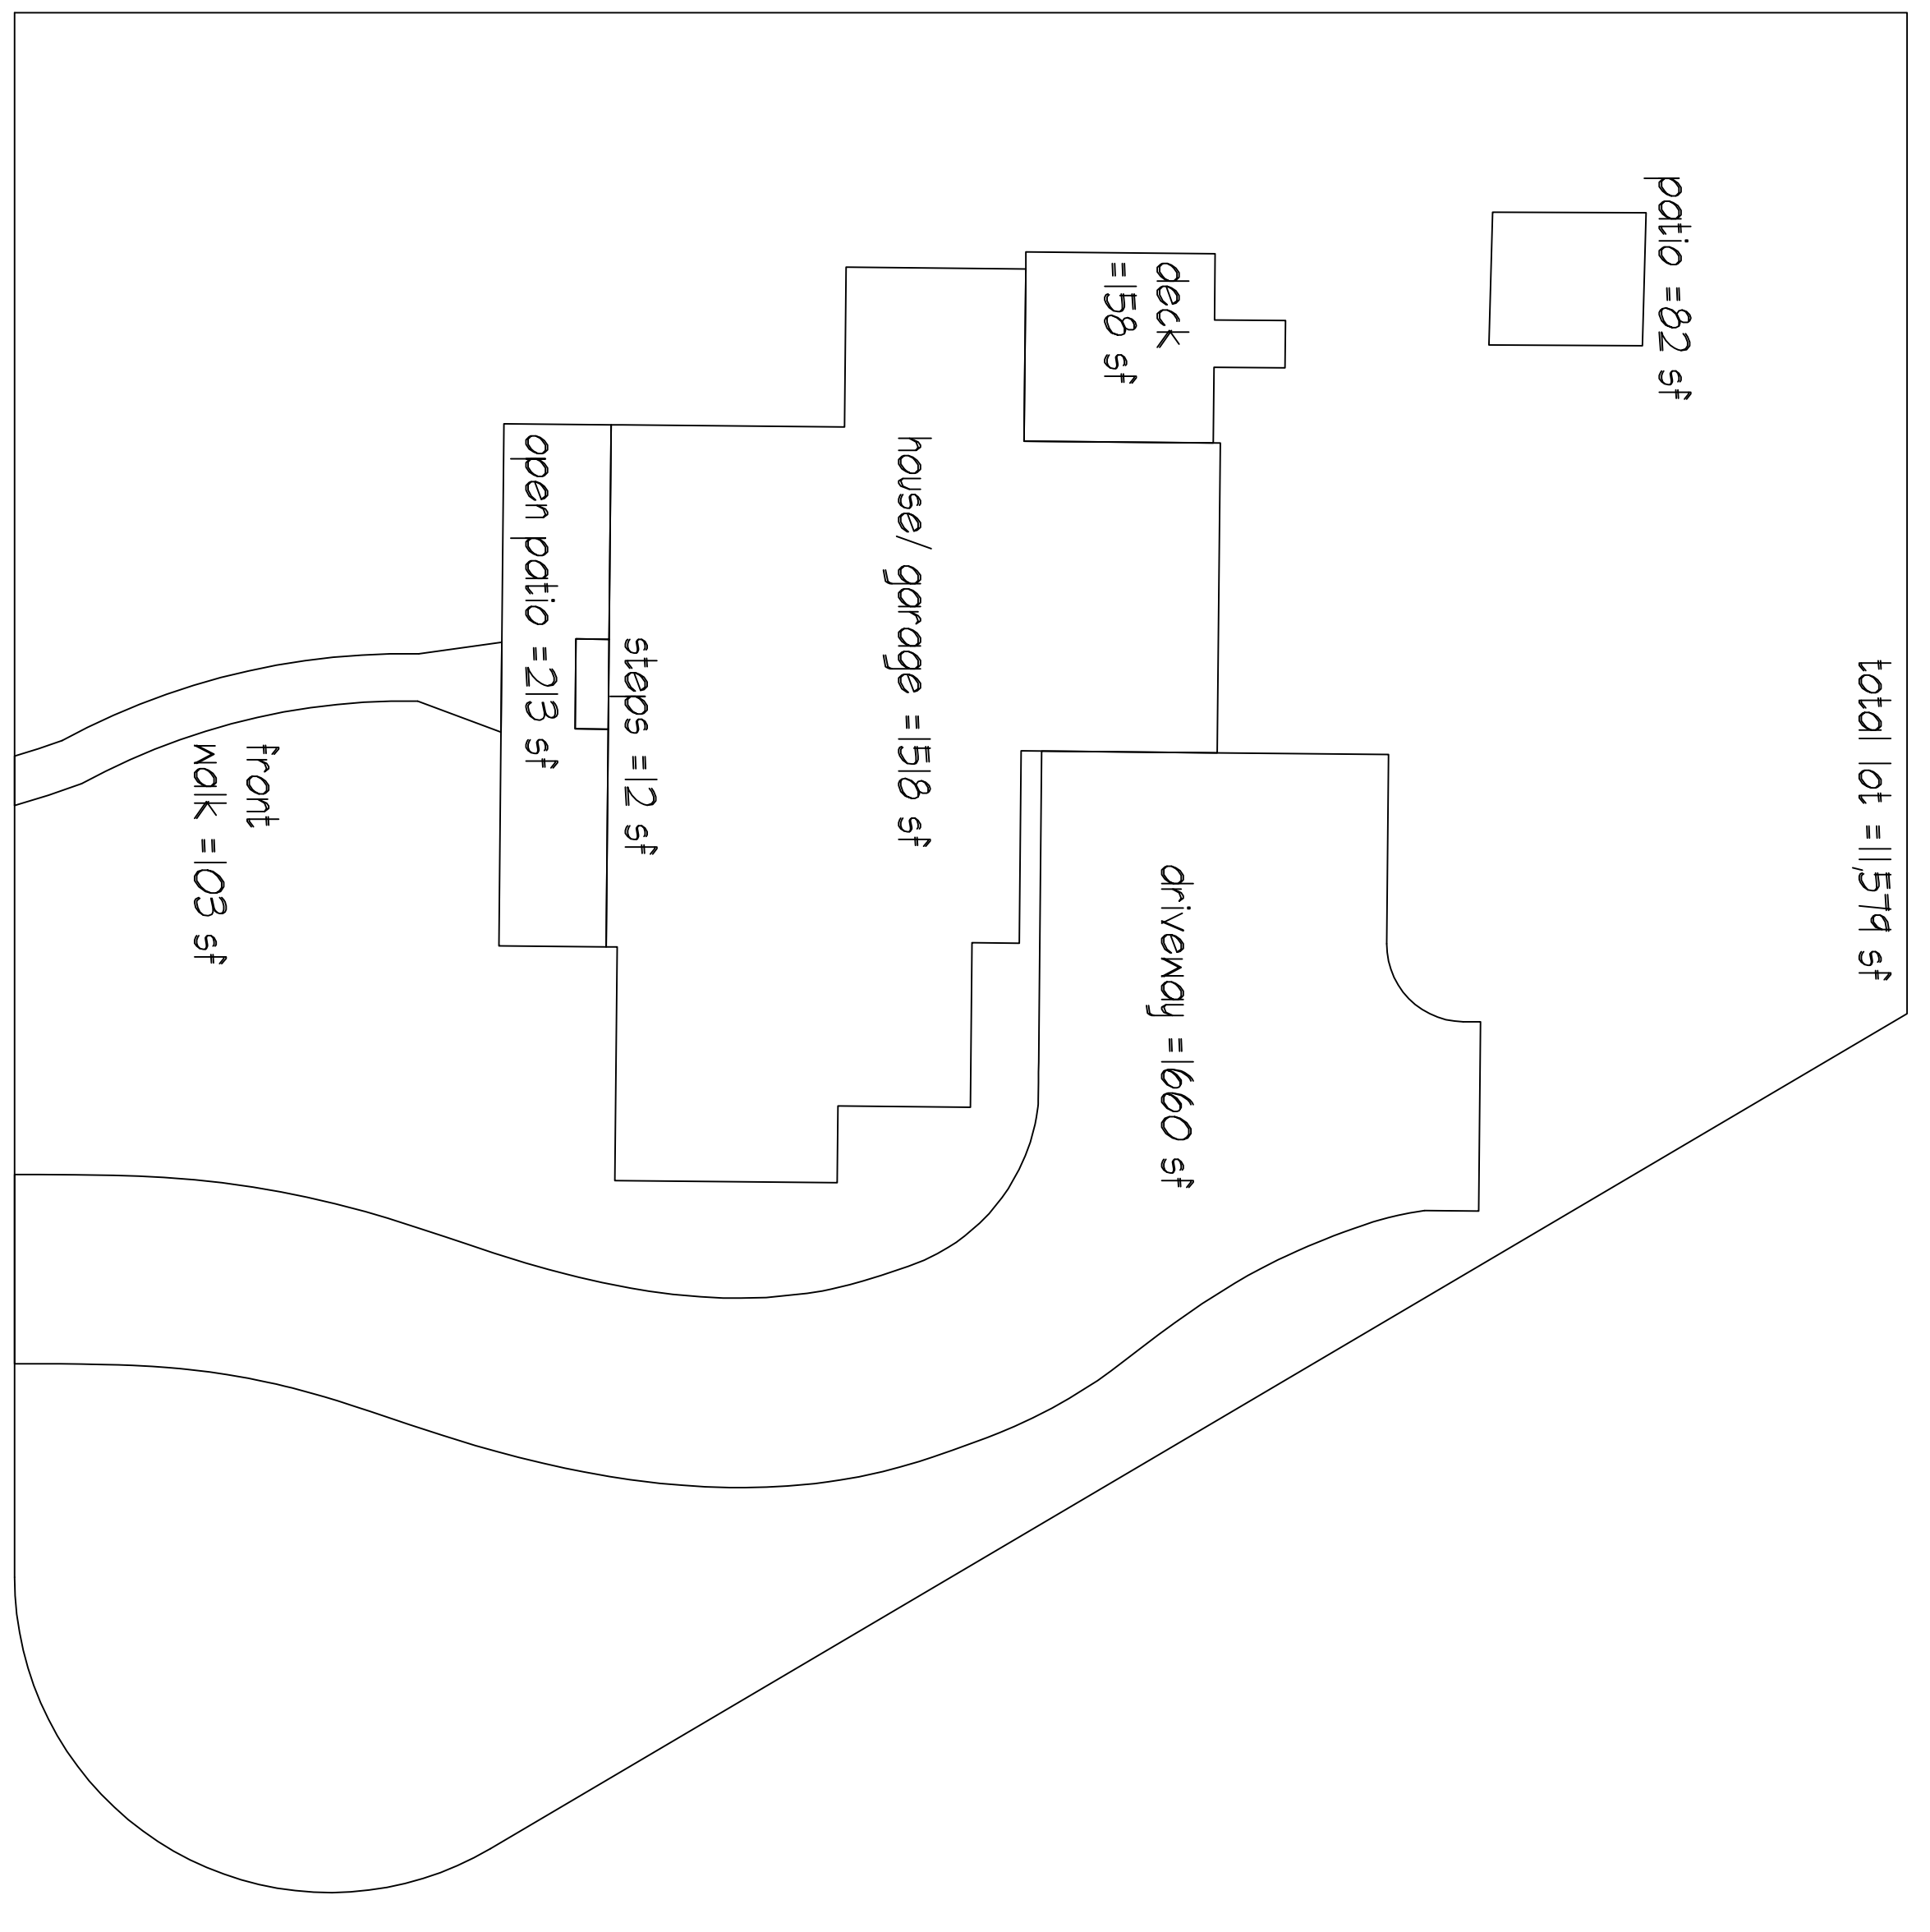 patio =82 sf
deck
=158 sf
house/ garage =1518 sf
open patio =213 sf
steps =12 sf
total lot =11,579 sf
front
walk =103 sf
driveway =1660 sf